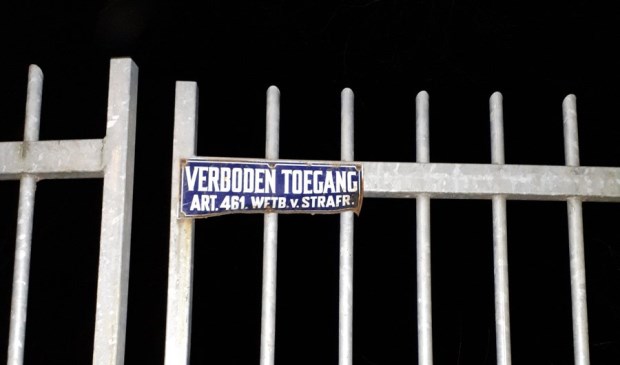 VERBODEN TOEGANG
ART. 461. WETB. v. STRAFR.